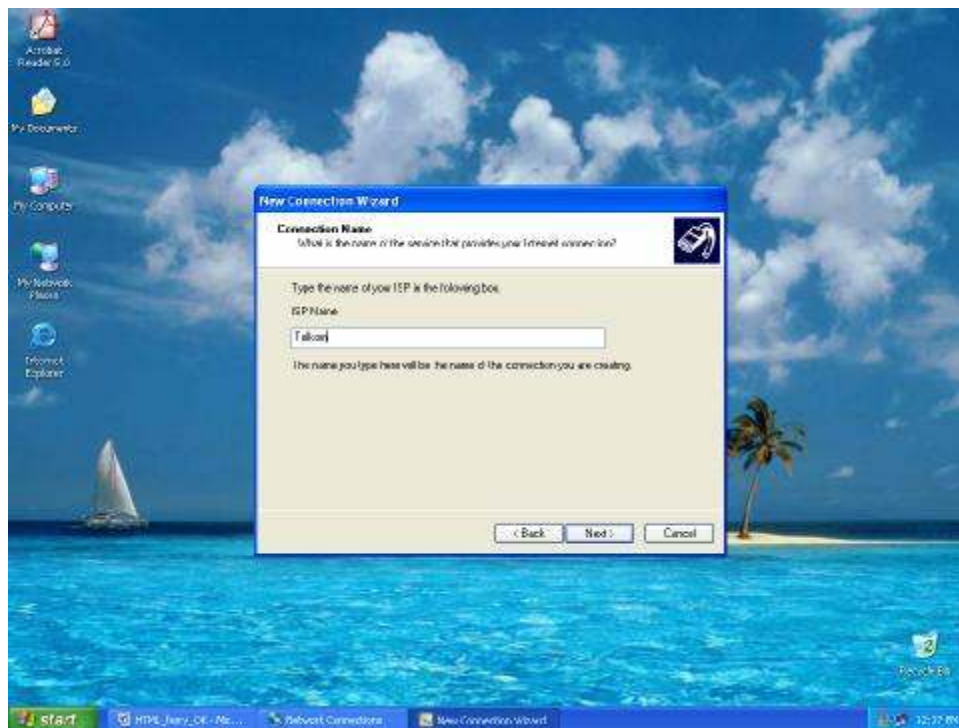 Acrobat
Reader 5.0
My Documents
My Computer
My Network
Places
Internet
Explorer
New Connection Wizard
Connection Name
What is the name of the service that provides your Internet connection?
Type the name of your ISP in the following box.
ISP Name
The name you type here will be the name of the connection you are creating.
< Back
Next >
Cancel
Recycle Bin
start
Network Connections
New Connection Wizard
12:37 PM